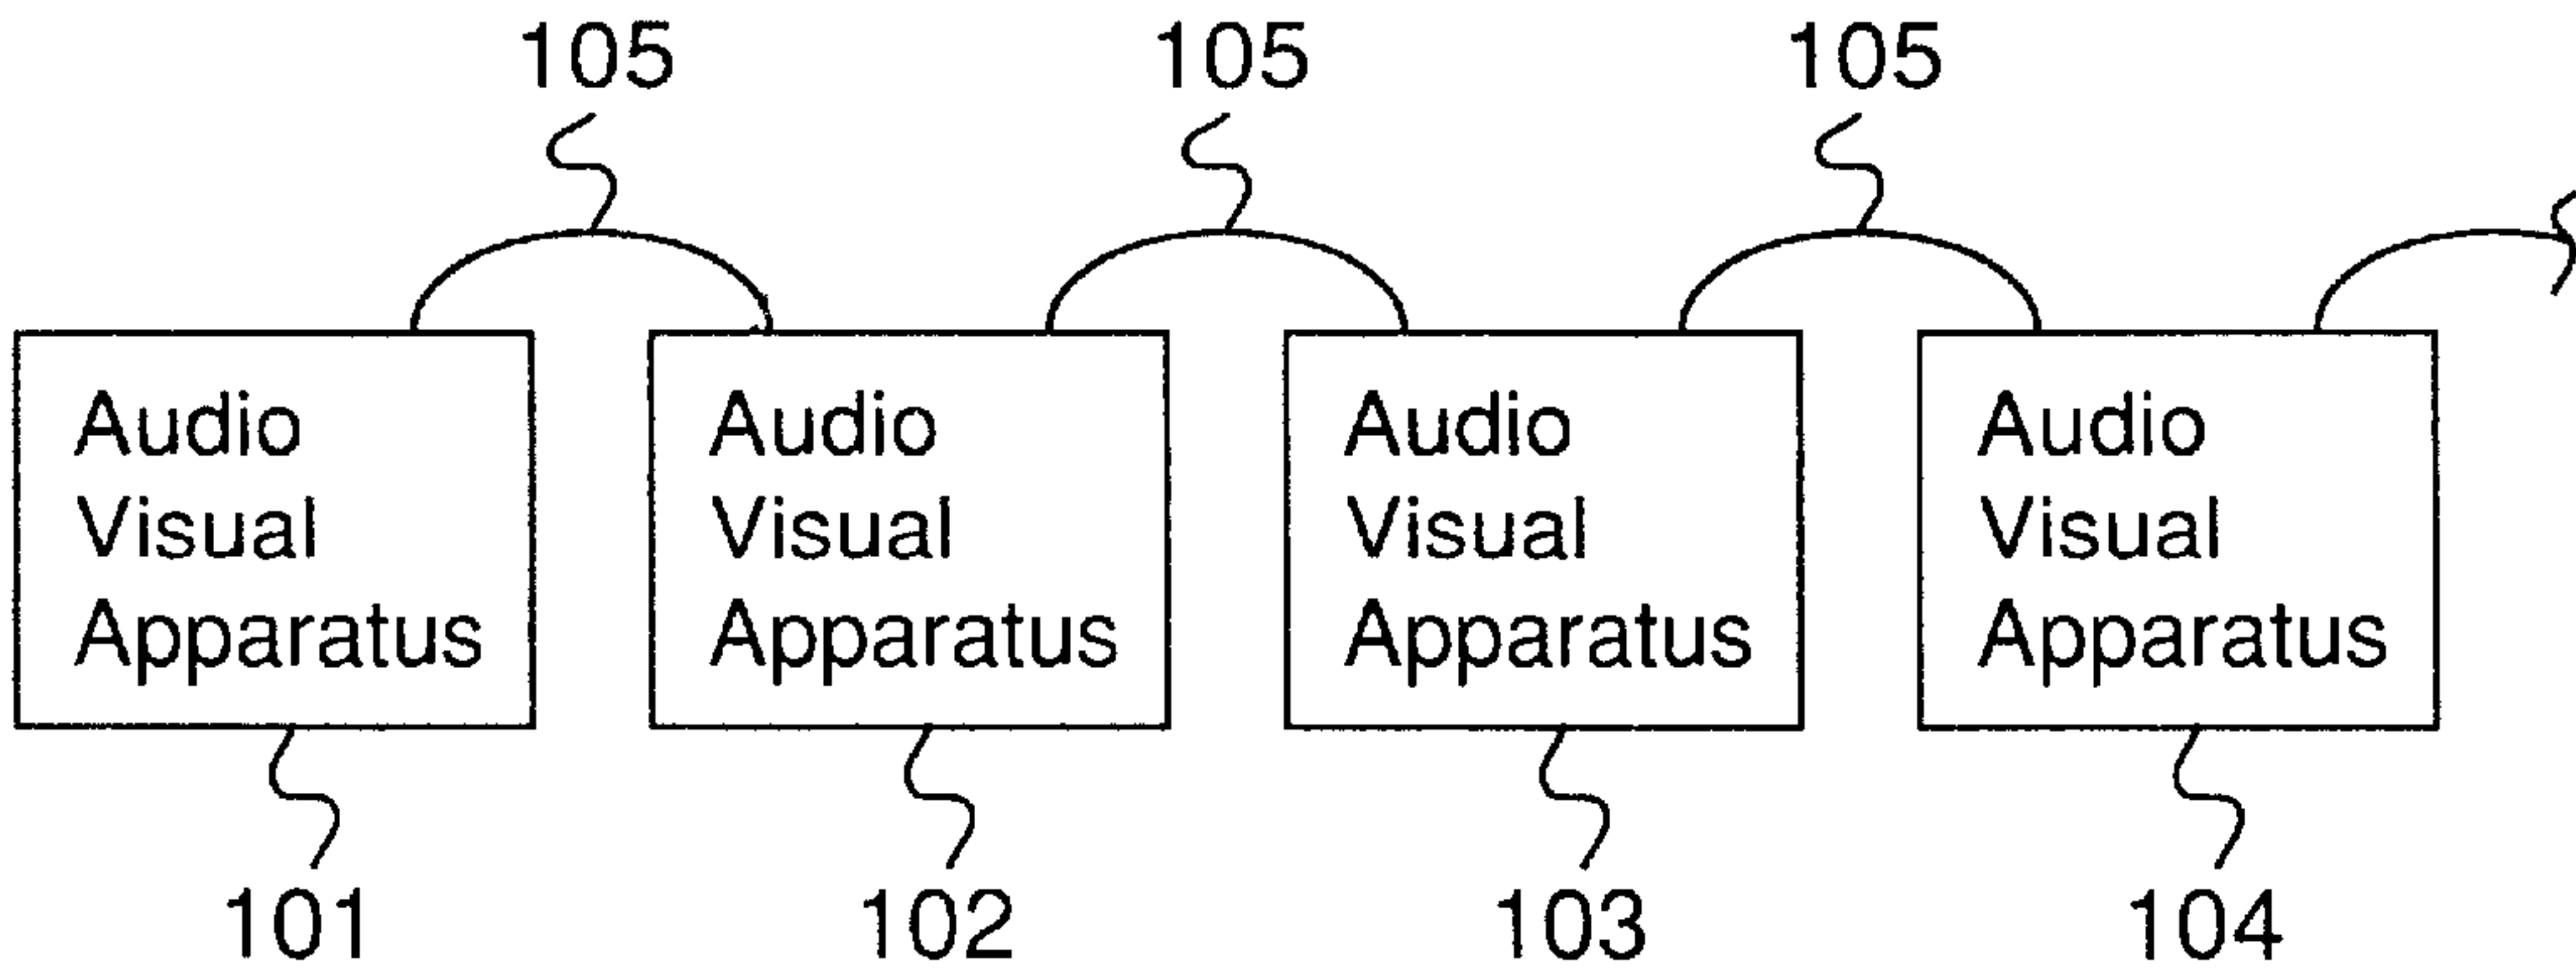 105 105 105
Audio Audio Audio Audio
Visual Visual Visual Visual
Apparatus Apparatus Apparatus Apparatus
101 102 103 104